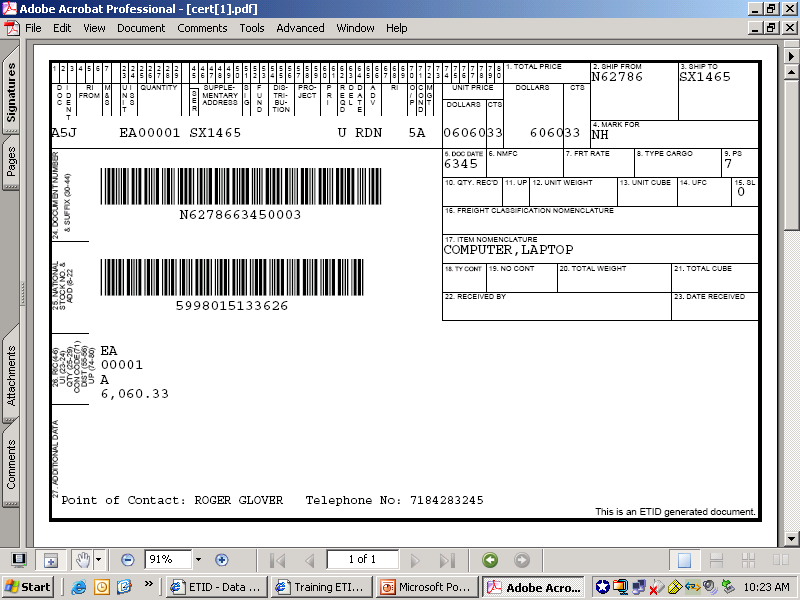 Adobe Acrobat Professional - [cert[1].pdf]
File Edit View Document Comments Tools Advanced Window Help
Signatures
Pages
Attachments
Comments
DOC IDENT
RI FROM
M&S
UNIT
QUANTITY
SER
SUPPLE-MENTARY ADDRESS
SIG
FUND
DIS-TRI-BU-TION
PRO-JECT
PRI
REQD DATE
ADV
RI
O/P
COND
MGT
UNIT PRICE
DOLLARS CTS
1. TOTAL PRICE
DOLLARS CTS
2. SHIP FROM
N62786
3. SHIP TO
SX1465
A5J EA00001 SX1465 U RDN 5A 0606033 606033
4. MARK FOR
NH
5. DOC DATE
6345
6. NMFC
7. FRT RATE
8. TYPE CARGO
9. PS
7
10. QTY. REC'D
11. UP
12. UNIT WEIGHT
13. UNIT CUBE
14. UFC
15. SL
0
16. FREIGHT CLASSIFICATION NOMENCLATURE
17. ITEM NOMENCLATURE
COMPUTER,LAPTOP
18. TY CONT
19. NO CONT
20. TOTAL WEIGHT
21. TOTAL CUBE
22. RECEIVED BY
23. DATE RECEIVED
24. DOCUMENT NUMBER
& SUFFIX (30-44)
N6278663450003
25. NATIONAL
STOCK NO. &
ADD (8-22
5998015133626
26. RIC(4-6)
UI (23-24)
QTY (25-29)
CON CODE(71)
DIST (55-56)
UP (74-80)
EA
00001
A
6,060.33
27. ADDITIONAL DATA
Point of Contact: ROGER GLOVER Telephone No: 7184283245
This is an ETID generated document.
91%
1 of 1
Start
ETID - Data ...
Training ETI...
Microsoft Po...
Adobe Acro...
10:23 AM